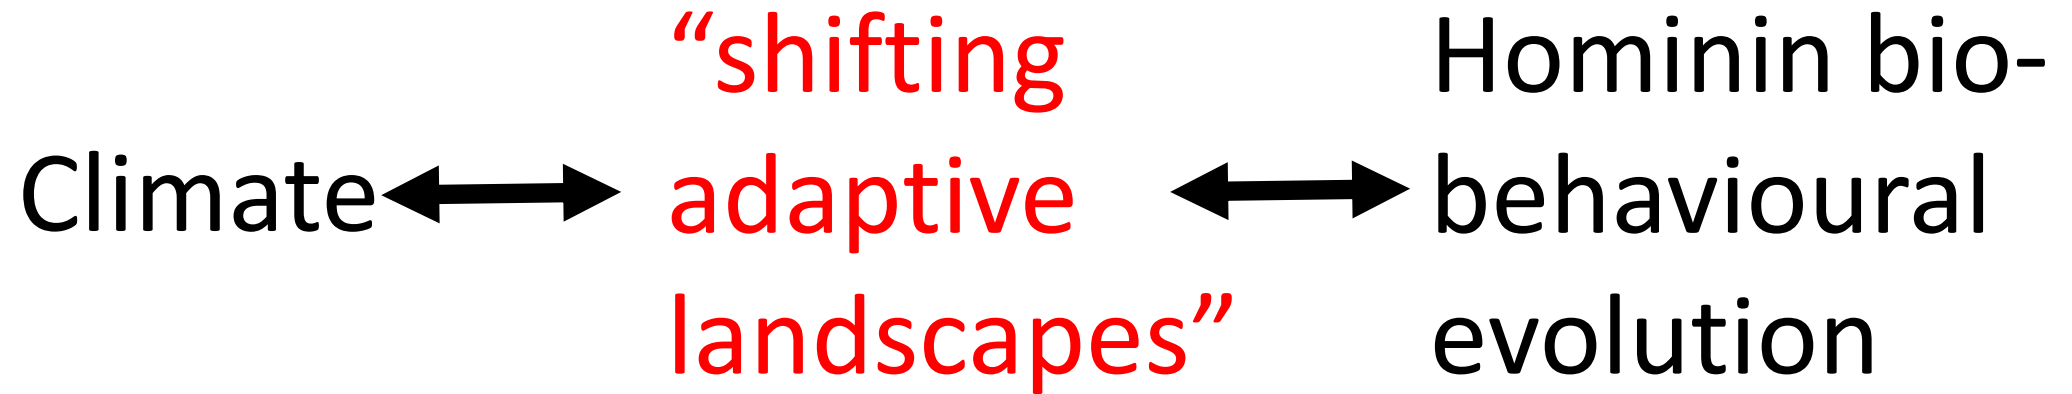 Climate
“shifting
adaptive
landscapes”
Hominin bio-
behavioural
evolution